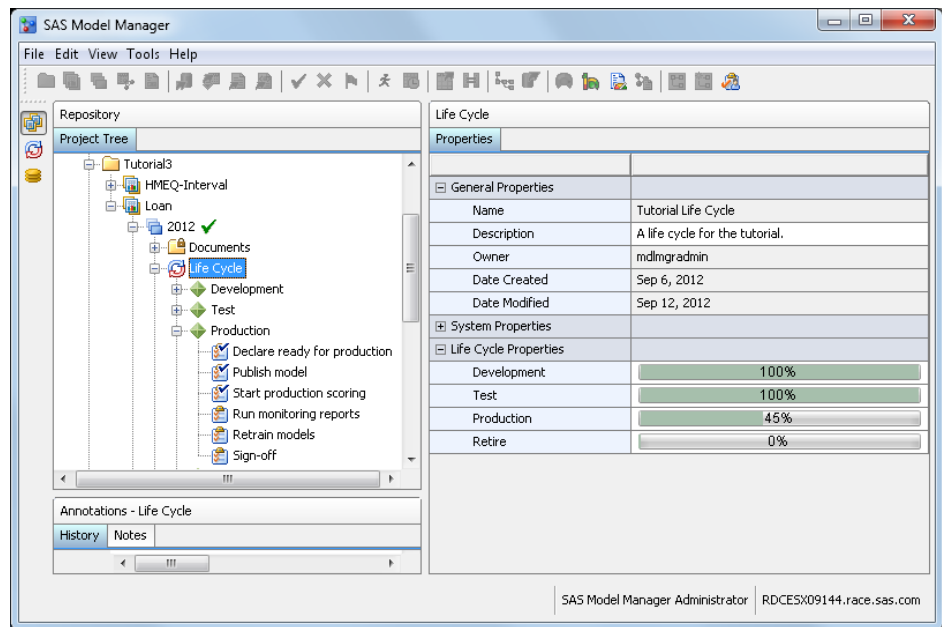 SAS Model Manager
File Edit View Tools Help
Repository
Project Tree
Tutorial3
HMEQ-Interval
Loan
2012
Documents
Life Cycle
Development
Test
Production
Declare ready for production
Publish model
Start production scoring
Run monitoring reports
Retrain models
Sign-off
Annotations - Life Cycle
History Notes
Life Cycle
Properties
General Properties
Name Tutorial Life Cycle
Description A life cycle for the tutorial.
Owner mdlmgradmin
Date Created Sep 6, 2012
Date Modified Sep 12, 2012
System Properties
Life Cycle Properties
Development 100%
Test 100%
Production 45%
Retire 0%
SAS Model Manager Administrator RDCESX09144.race.sas.com